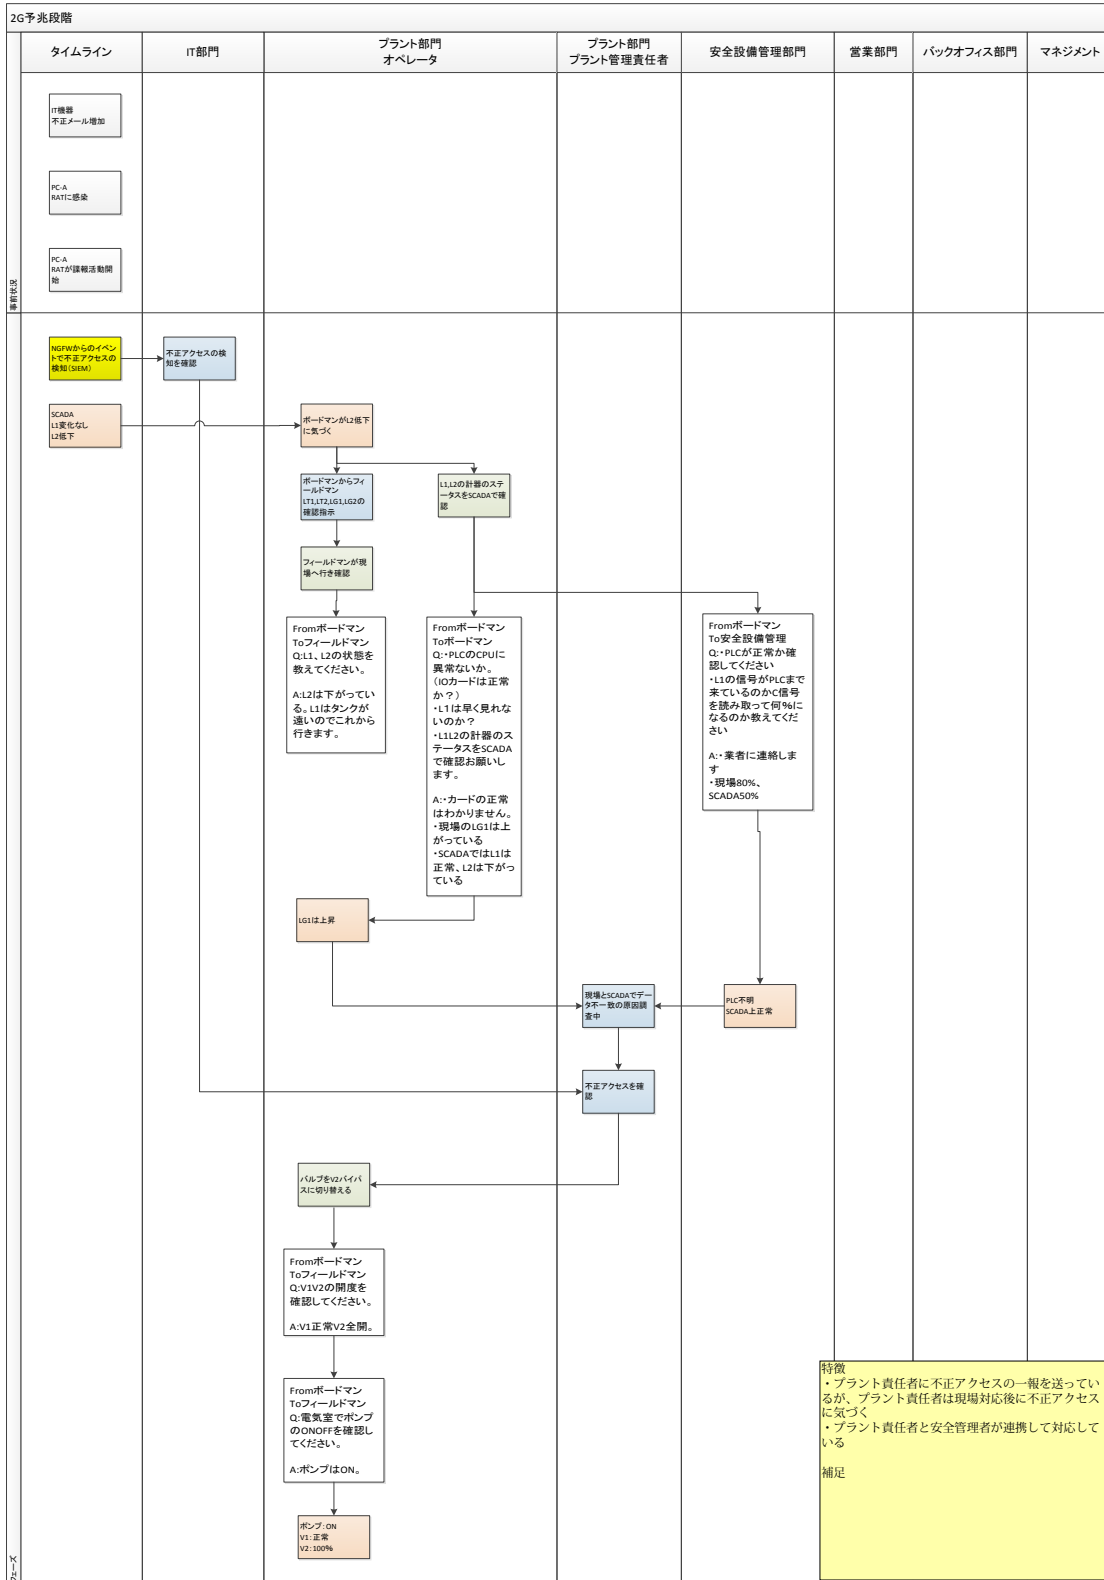 2G予兆段階
タイムライン
IT部門
プラント部門
オペレータ
プラント部門
プラント管理責任者
安全設備管理部門
営業部門
バックオフィス部門
マネジメント
事前状況
IT機器
不正メール増加
PC-A
RATに感染
PC-A
RATが諜報活動開
始
NGFWからのイベン
トで不正アクセスの
検知(SIEM)
不正アクセスの検
知を確認
SCADA
L1変化なし
L2低下
ボードマンがL2低下
に気づく
ボードマンからフィ
ールドマン
LT1,LT2,LG1,LG2の
確認指示
L1,L2の計器のス
テータスをSCADAで確
認
フィールドマンが現
場へ行き確認
Fromボードマン
Toフィールドマン
Q:L1、L2の状態を
教えてください。
A:L2は下がってい
る。L1はタンクが
遠いのでこれから
行きます。
Fromボードマン
Toボードマン
Q:・PLCのCPUに
異常ないか。
（IOカードは正常
か？）
・L1は早く見れな
いのか？
・L1L2の計器のス
テータスをSCADA
で確認お願いし
ます。
A:・カードの正常
はわかりません。
・現場のLG1は上
がっている
・SCADAではL1は
正常、L2は下がっ
ている
Fromボードマン
To安全設備管理
Q:・PLCが正常か確
認してください
・L1の信号がPLCまで
来ているのかC信号
を読み取って何%に
なるのか教えてくだ
さい
A:・業者に連絡しま
す
・現場80%、
SCADA50%
LG1は上昇
現場とSCADAでデー
タ不一致の原因調
査中
PLC不明
SCADA上正常
不正アクセスを確
認
バルブをV2バイパ
スに切り替える
Fromボードマン
Toフィールドマン
Q:V1V2の開度を
確認してください。
A:V1正常V2全開。
Fromボードマン
Toフィールドマン
Q:電気室でポンプ
のONOFFを確認し
てください。
A:ポンプはON。
ポンプ：ON
V1：正常
V2：100%
特徴
・プラント責任者に不正アクセスの一報を送ってい
るが、プラント責任者は現場対応後に不正アクセス
に気づく
・プラント責任者と安全管理者が連携して対応して
いる
補足
フェーズ